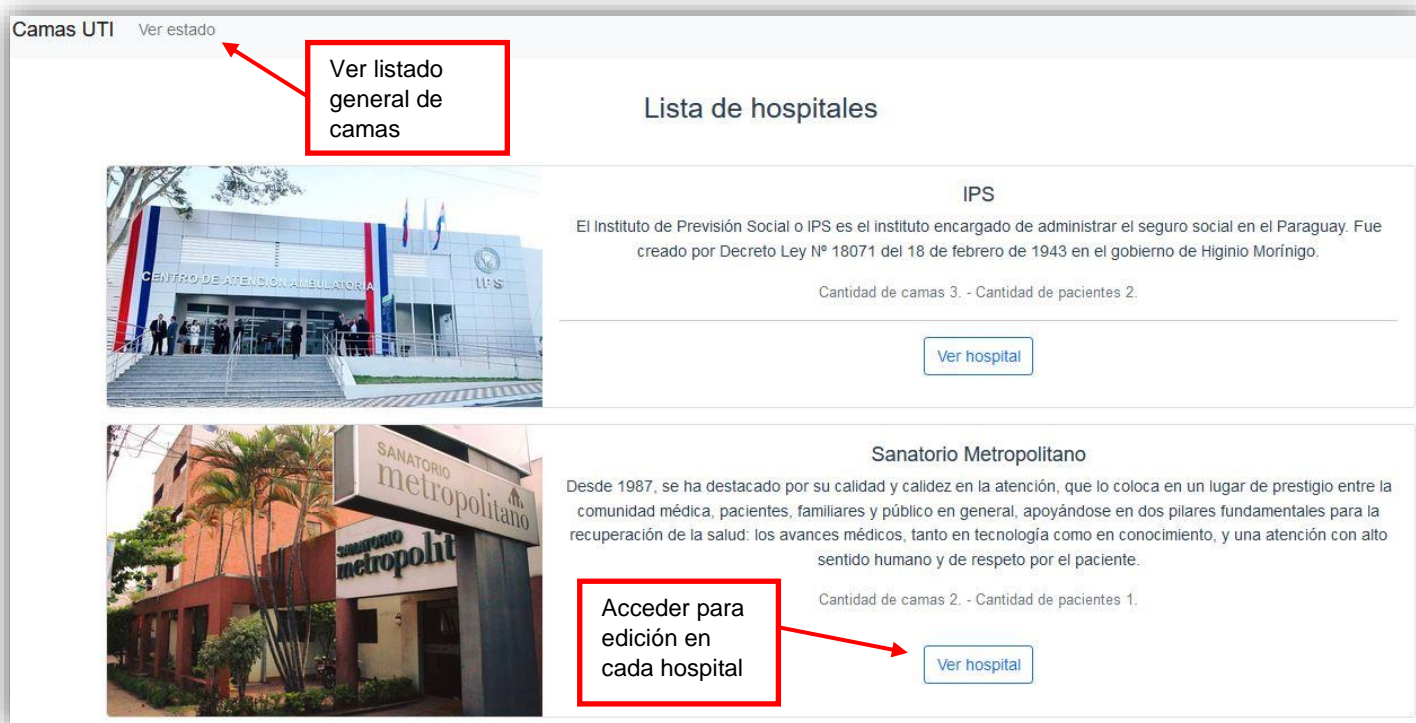 Camas UTI Ver estado
Ver listado
general de
camas
Lista de hospitales
CENTRO DE ATENCION AMBULATORIA
IPS
IPS
El Instituto de Previsión Social o IPS es el instituto encargado de administrar el seguro social en el Paraguay. Fue
creado por Decreto Ley Nº 18071 del 18 de febrero de 1943 en el gobierno de Higinio Morínigo.
Cantidad de camas 3. - Cantidad de pacientes 2.
Ver hospital
SANATORIO
metropolitano
SANATORIO
metropolit
Sanatorio Metropolitano
Desde 1987, se ha destacado por su calidad y calidez en la atención, que lo coloca en un lugar de prestigio entre la
comunidad médica, pacientes, familiares y público en general, apoyándose en dos pilares fundamentales para la
recuperación de la salud: los avances médicos, tanto en tecnología como en conocimiento, y una atención con alto
sentido humano y de respeto por el paciente.
Cantidad de camas 2. - Cantidad de pacientes 1.
Acceder para
edición en
cada hospital
Ver hospital